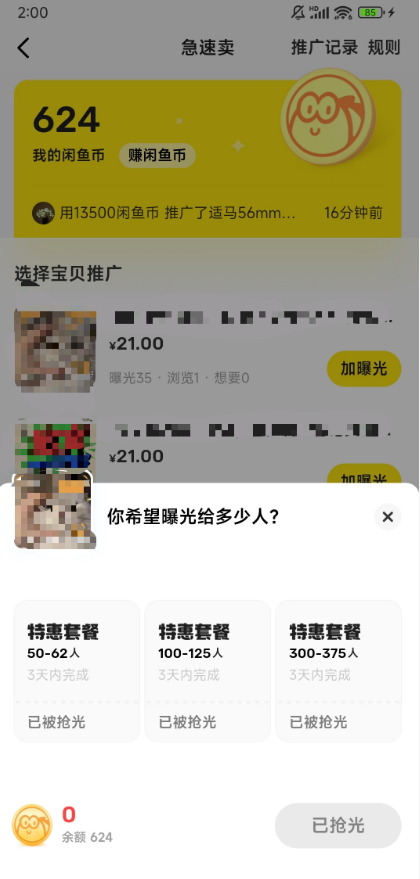 2:00
HD
85
急速卖
推广记录 规则
624
我的闲鱼币 赚闲鱼币
用13500闲鱼币 推广了适马56mm... 16分钟前
选择宝贝推广
¥21.00
曝光35 · 浏览1 · 想要0
加曝光
¥21.00
加曝光
你希望曝光给多少人?
特惠套餐 特惠套餐 特惠套餐
50-62人 100-125人 300-375人
3天内完成 3天内完成 3天内完成
已被抢光 已被抢光 已被抢光
0
余额 624
已抢光